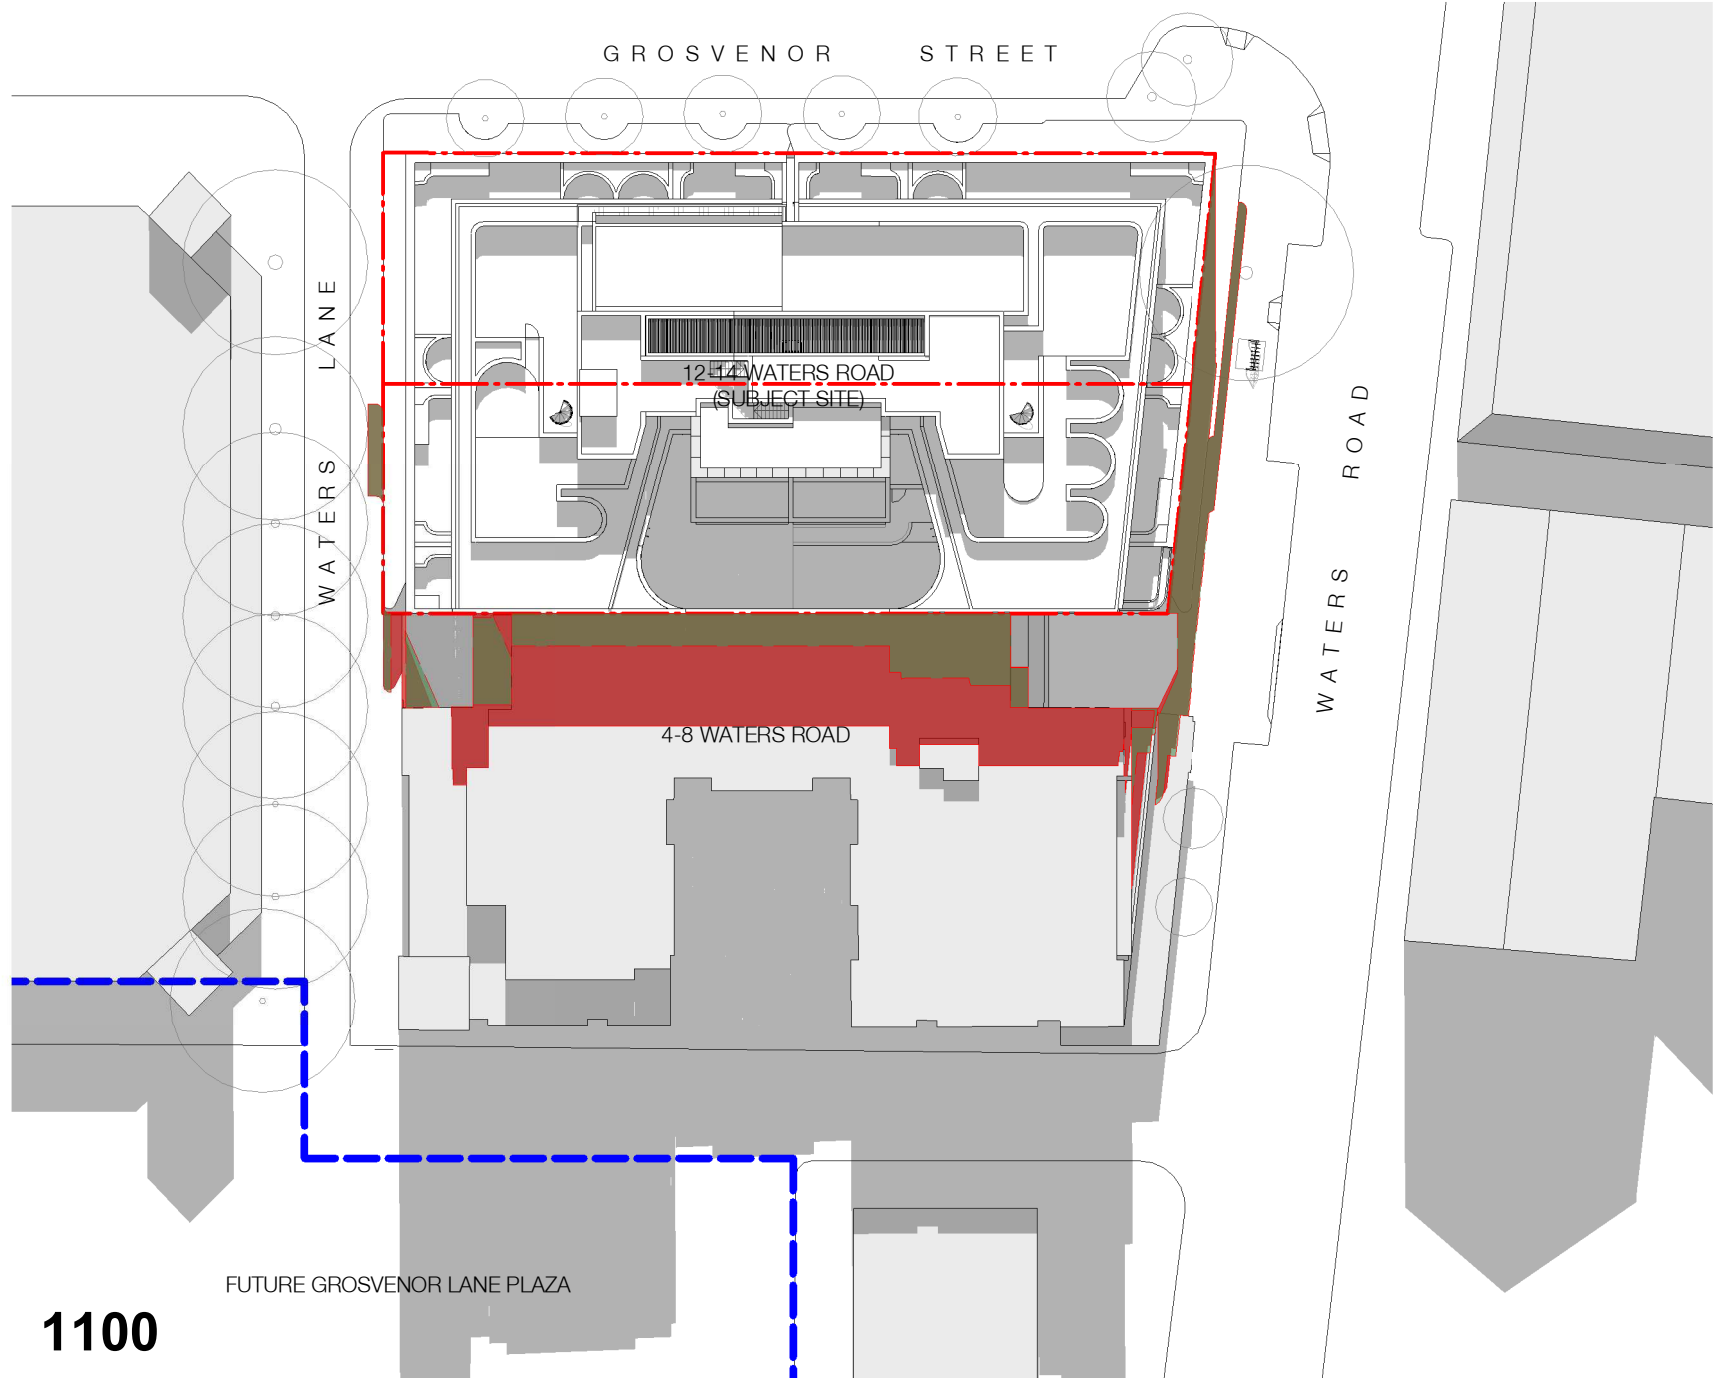 GROSVENOR STREET
WATERS LANE
12-14 WATERS ROAD
(SUBJECT SITE)
WATERS ROAD
4-8 WATERS ROAD
FUTURE GROSVENOR LANE PLAZA
1100